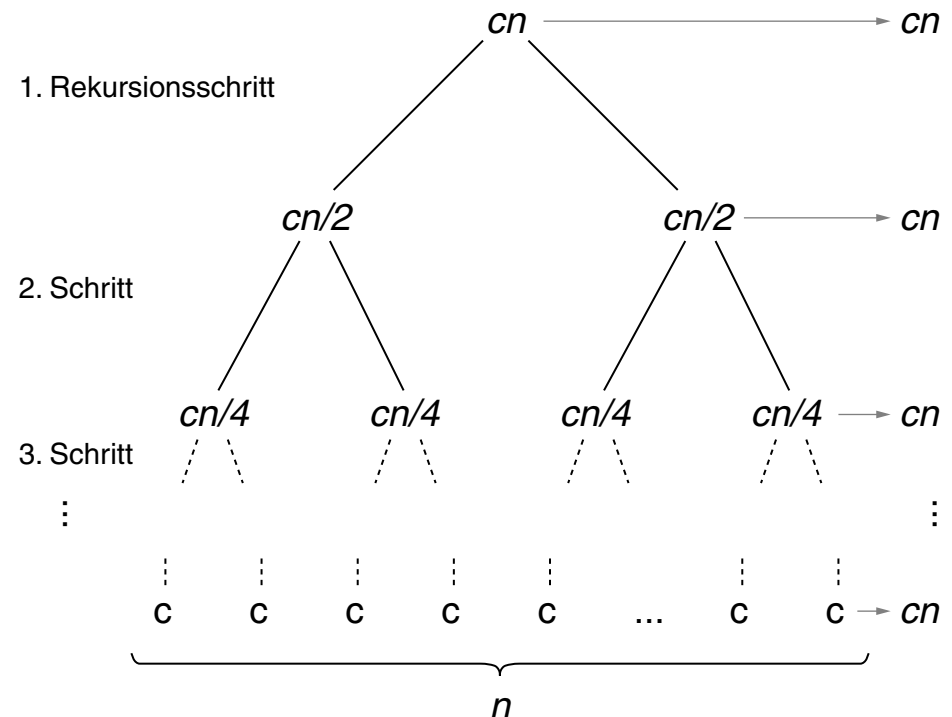 cn cn
1. Rekursionsschritt
cn/2 cn/2 cn
2. Schritt
cn/4 cn/4 cn/4 cn/4 cn
3. Schritt
⋮ ⋮
c c c c c ... c c cn
n